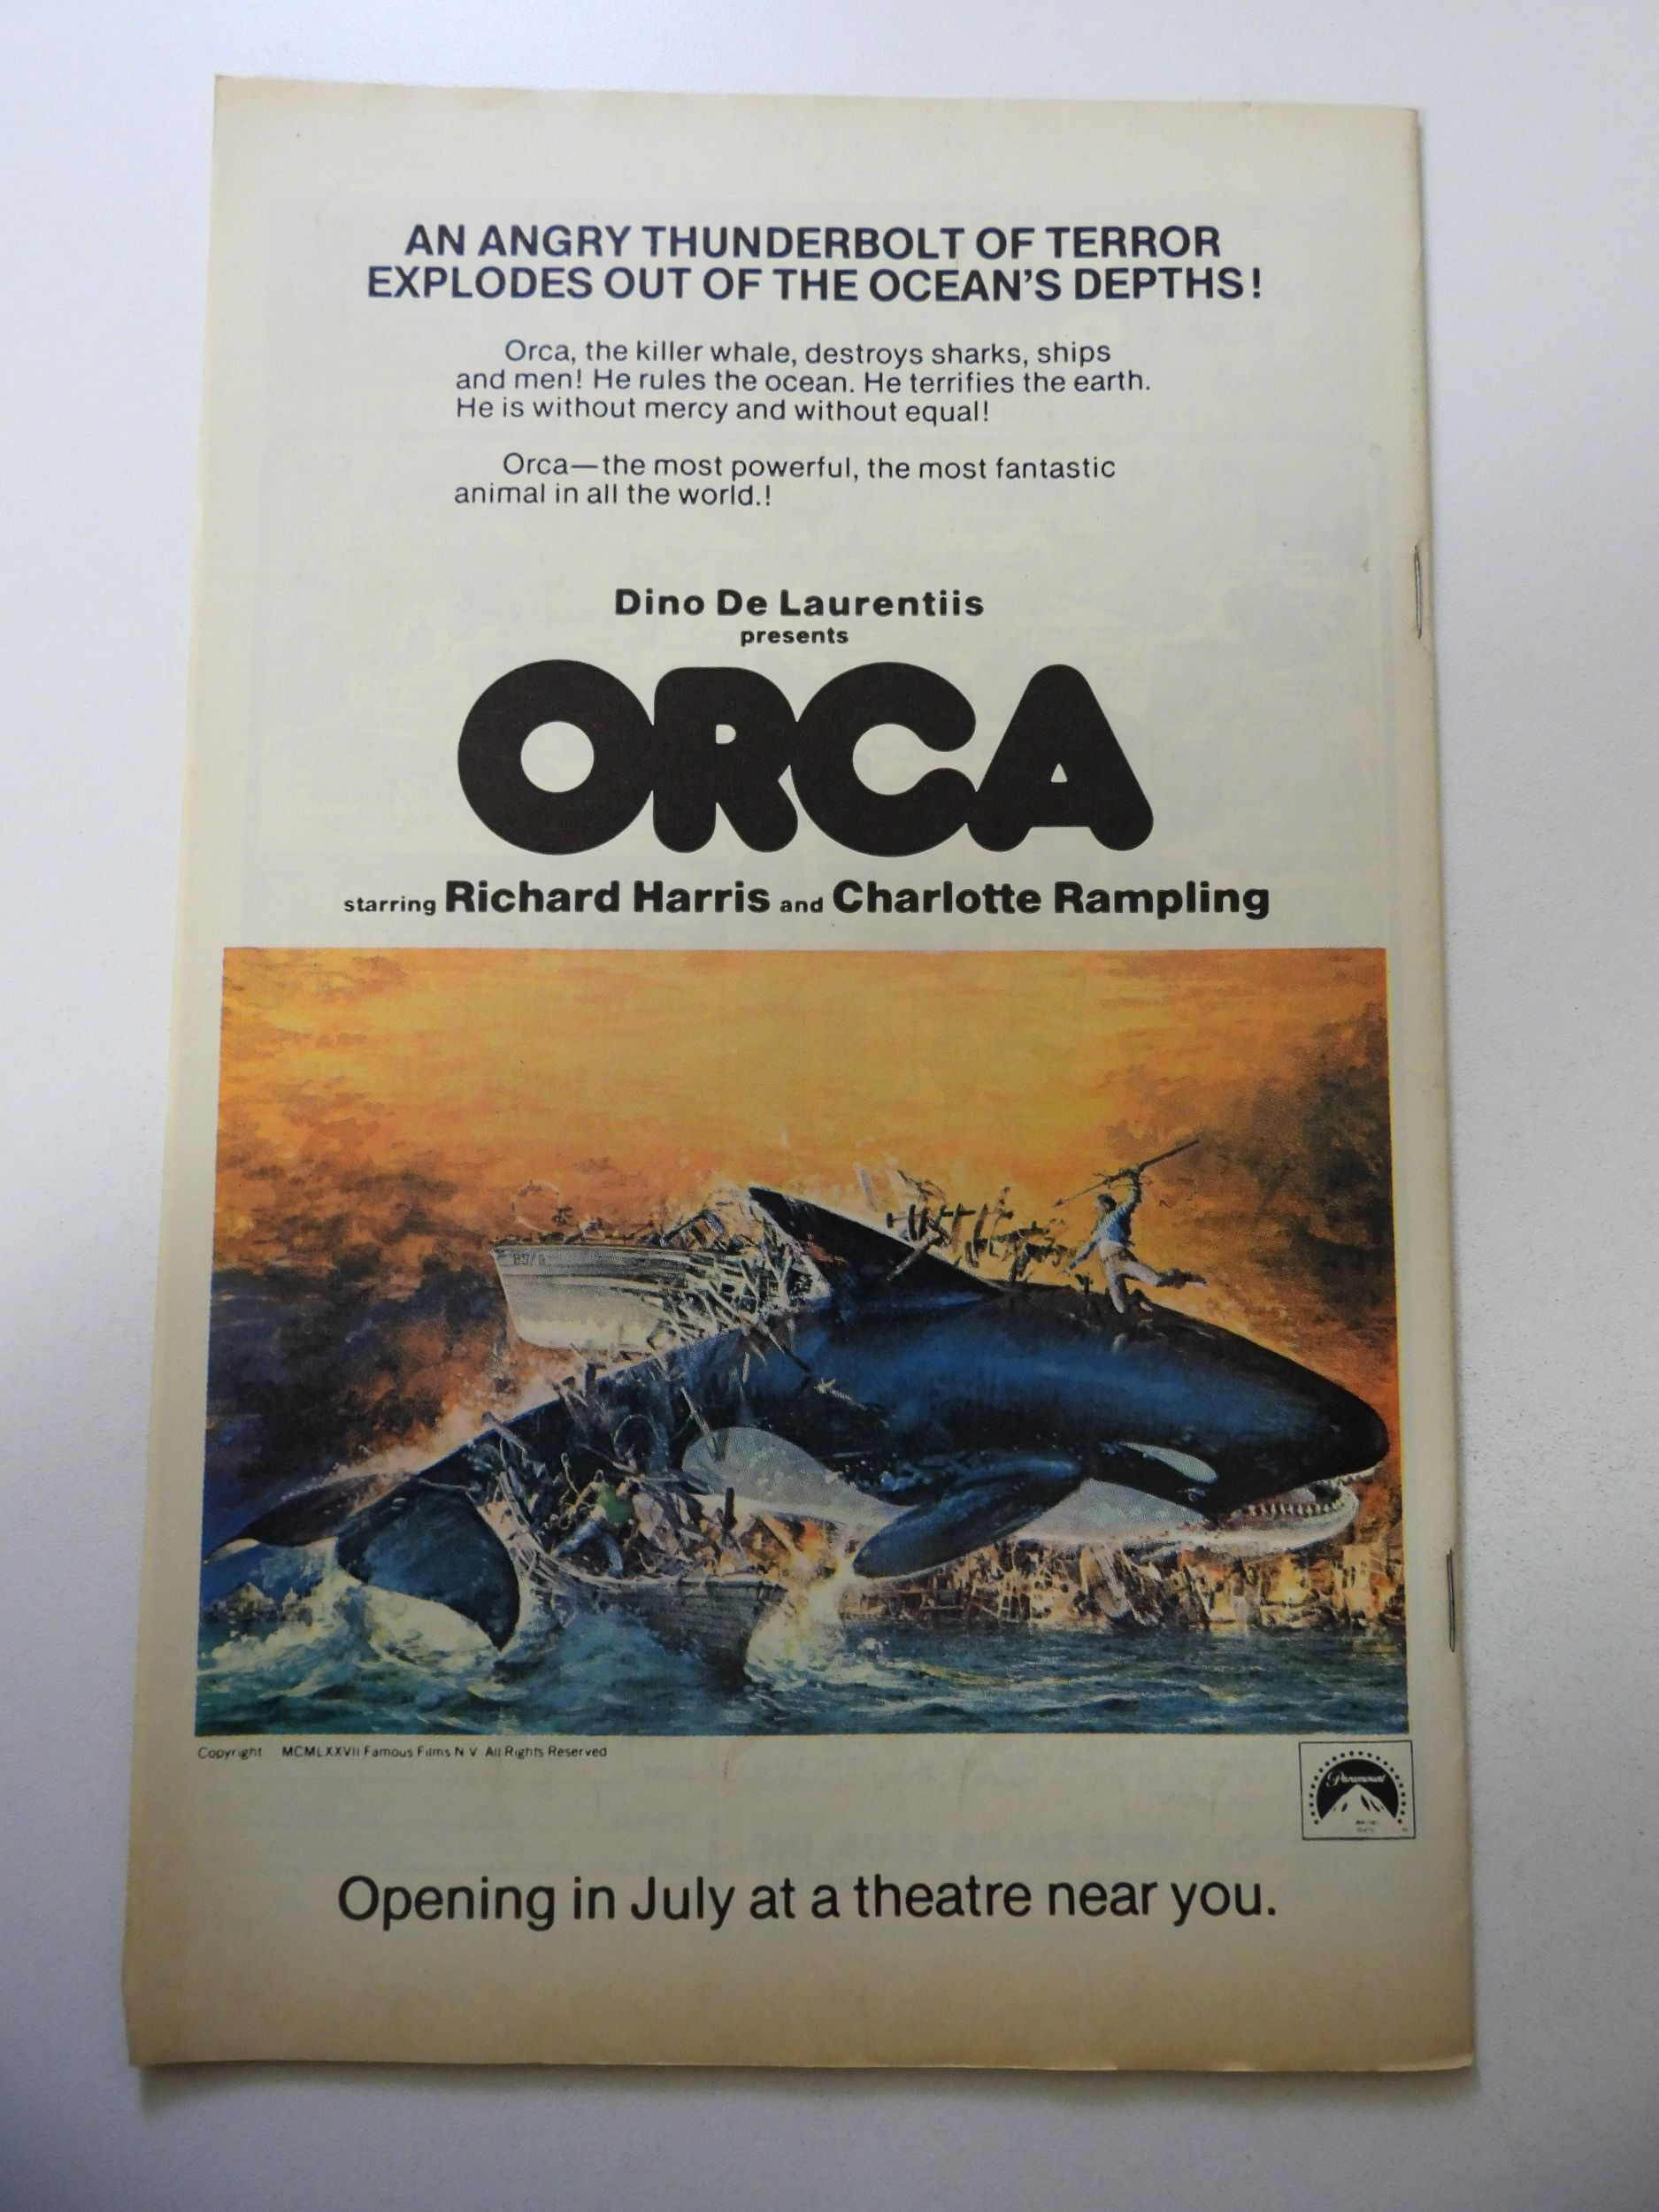 AN ANGRY THUNDERBOLT OF TERROR
EXPLODES OUT OF THE OCEAN'S DEPTHS!
Orca, the killer whale, destroys sharks, ships
and men! He rules the ocean. He terrifies the earth.
He is without mercy and without equal!
Orca—the most powerful, the most fantastic
animal in all the world.!
Dino De Laurentiis
presents
ORCA
starring Richard Harris and Charlotte Rampling
Copyright MCMLXXVII Famous Films N V All Rights Reserved
Paramount
Opening in July at a theatre near you.